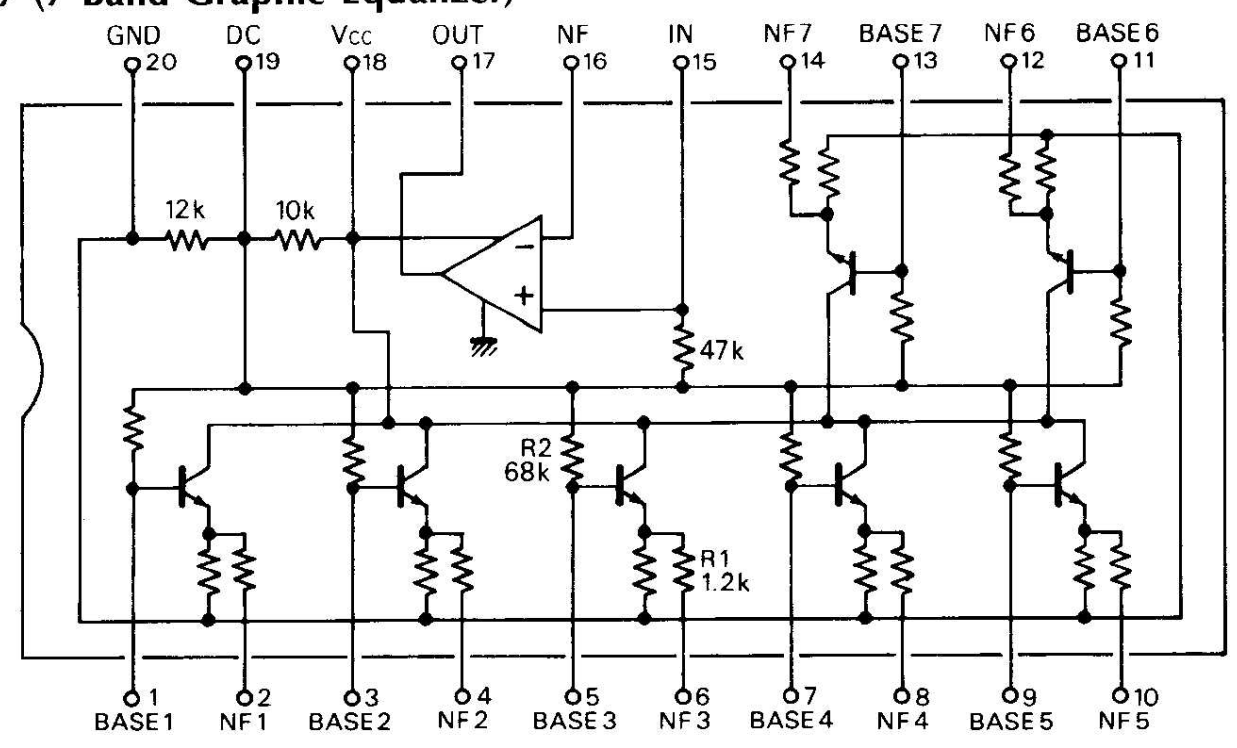 (7 Band Graphic Equalizer)
GND DC Vcc OUT NF IN NF7 BASE7 NF6 BASE6
20 19 18 17 16 15 14 13 12 11
12k 10k
−
+
47k
R2
68k
R1
1.2k
1 2 3 4 5 6 7 8 9 10
BASE1 NF1 BASE2 NF2 BASE3 NF3 BASE4 NF4 BASE5 NF5